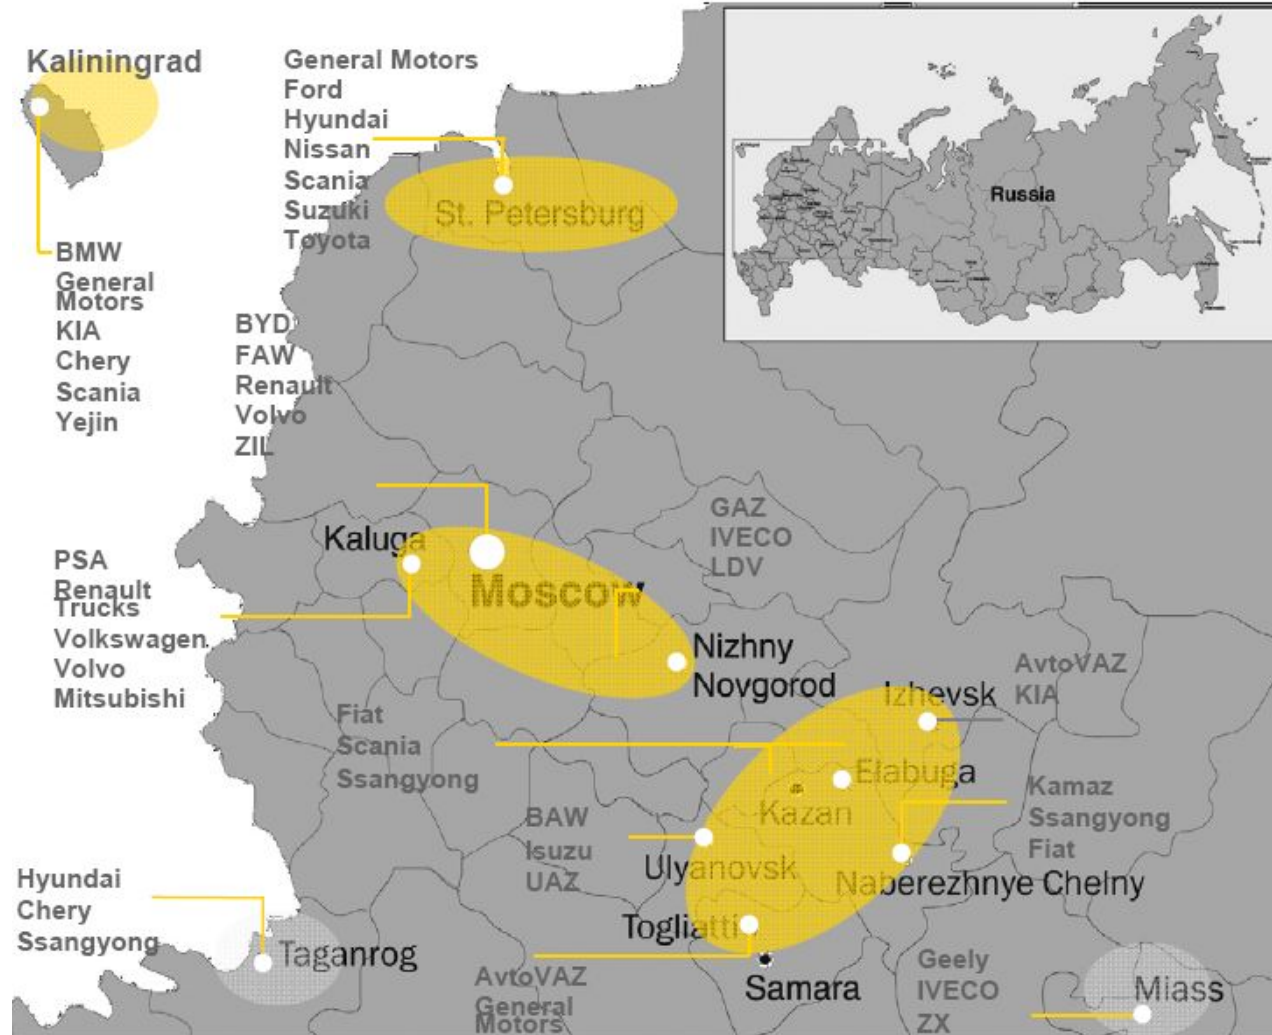 Kaliningrad
General Motors
Ford
Hyundai
Nissan
Scania
Suzuki
Toyota
St. Petersburg
Russia
BMW
General
Motors
KIA
Chery
Scania
Yejin
BYD
FAW
Renault
Volvo
ZIL
Kaluga
Moscow
GAZ
IVECO
LDV
PSA
Renault
Trucks
Volkswagen
Volvo
Mitsubishi
Nizhny
Novgorod
AvtoVAZ
KIA
Izhevsk
Fiat
Scania
Ssangyong
Elabuga
Kazan
Kamaz
Ssangyong
Fiat
BAW
Isuzu
UAZ
Ulyanovsk
Naberezhnye Chelny
Hyundai
Chery
Ssangyong
Taganrog
Togliatti
Samara
AvtoVAZ
General
Motors
Geely
IVECO
ZX
Miass